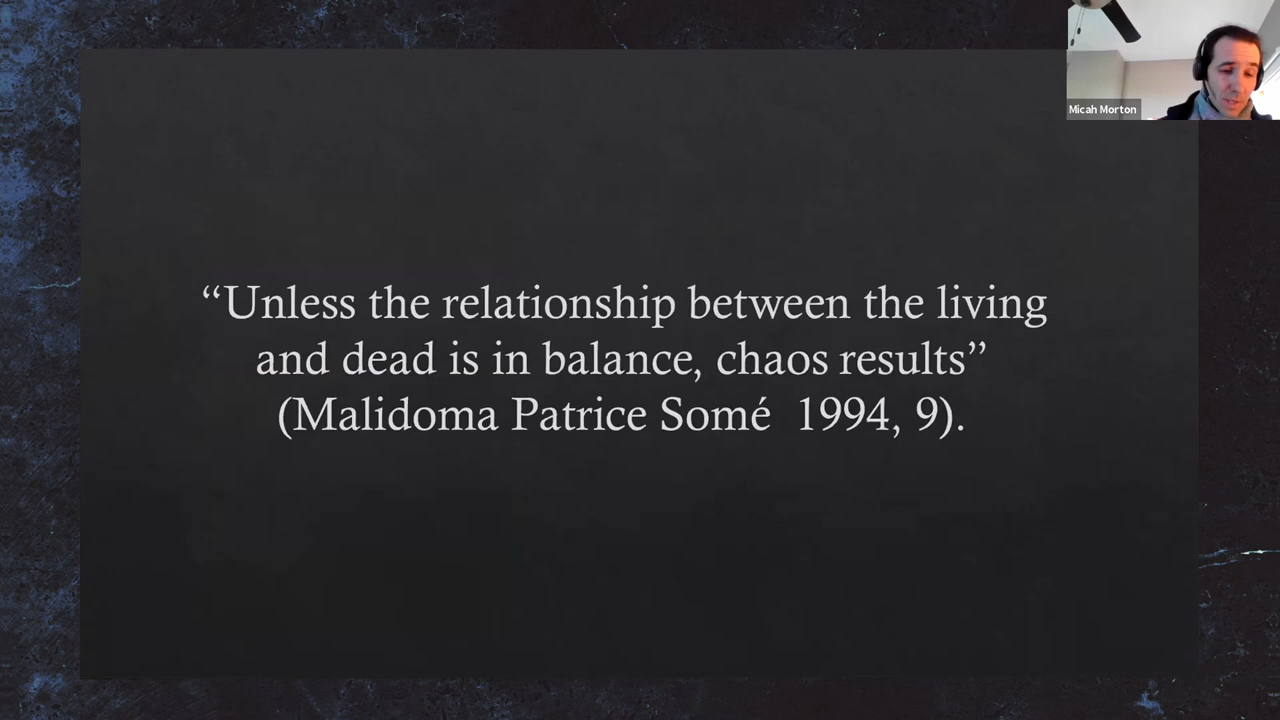 Micah Morton
“Unless the relationship between the living
and dead is in balance, chaos results”
(Malidoma Patrice Somé 1994, 9).